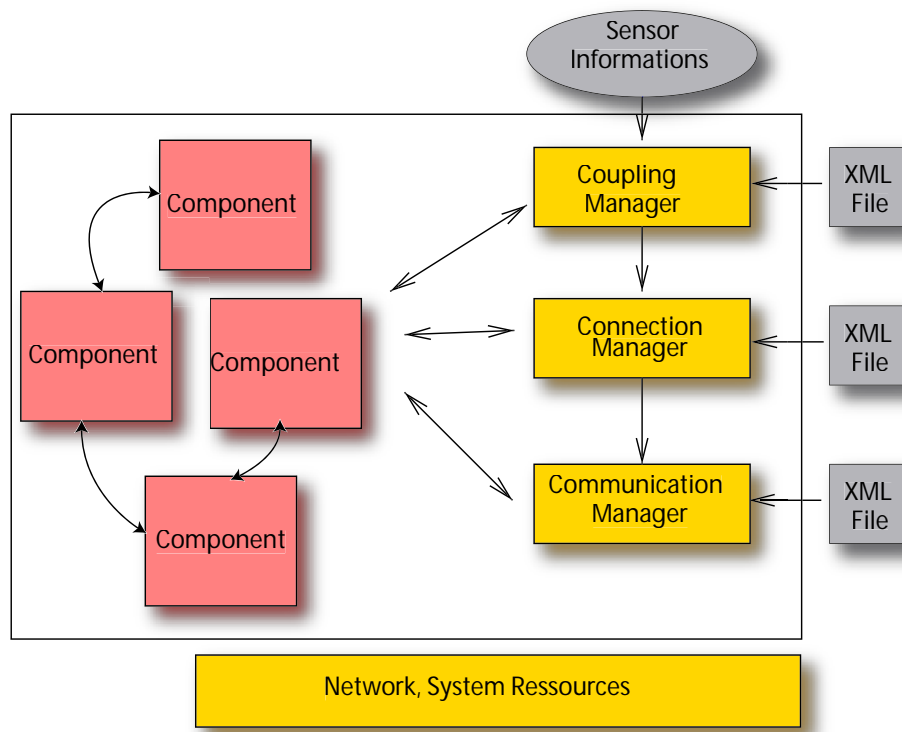 Sensor
Informations
Component
Coupling
Manager
XML
File
Component
Component
Connection
Manager
XML
File
Component
Communication
Manager
XML
File
Network, System Ressources